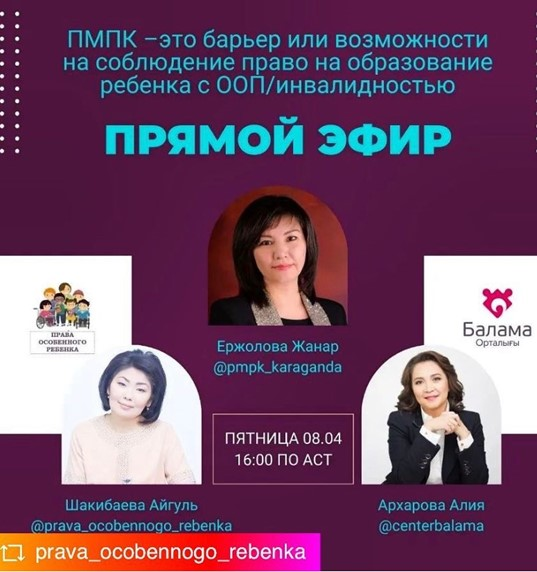 ПМПК –это барьер или возможности
на соблюдение право на образование
ребенка с ООП/инвалидностью
ПРЯМОЙ ЭФИР
ПРАВА
ОСОБЕННОГО
РЕБЕНКА
Балама
Орталығы
Ержолова Жанар
@pmpk_karaganda
ПЯТНИЦА 08.04
16:00 ПО АСТ
Шакибаева Айгуль
@prava_ocobennogo_rebenka
Архарова Алия
@centerbalama
prava_ocobennogo_rebenka